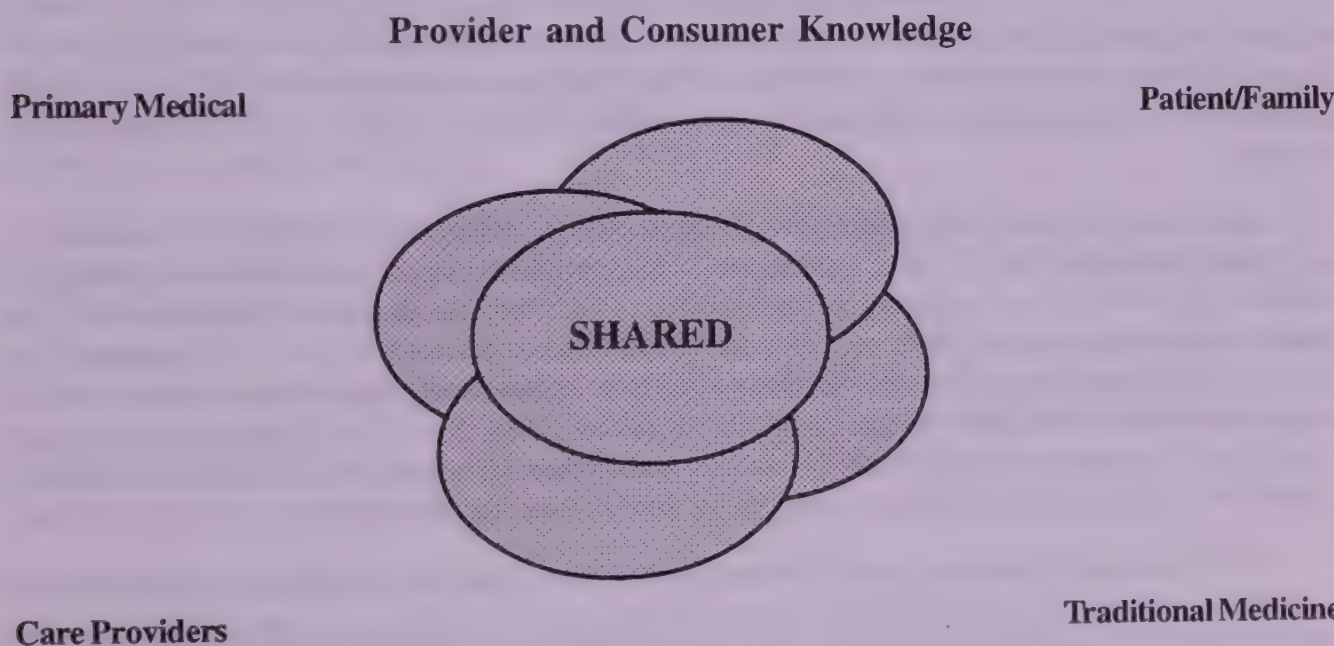 Provider and Consumer Knowledge
Primary Medical
Patient/Family
SHARED
Traditional Medicine
Care Providers